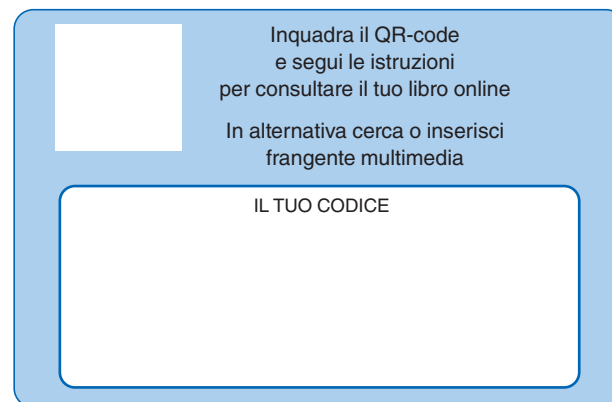 Inquadra il QR-code
e segui le istruzioni
per consultare il tuo libro online
In alternativa cerca o inserisci
frangente multimedia
IL TUO CODICE